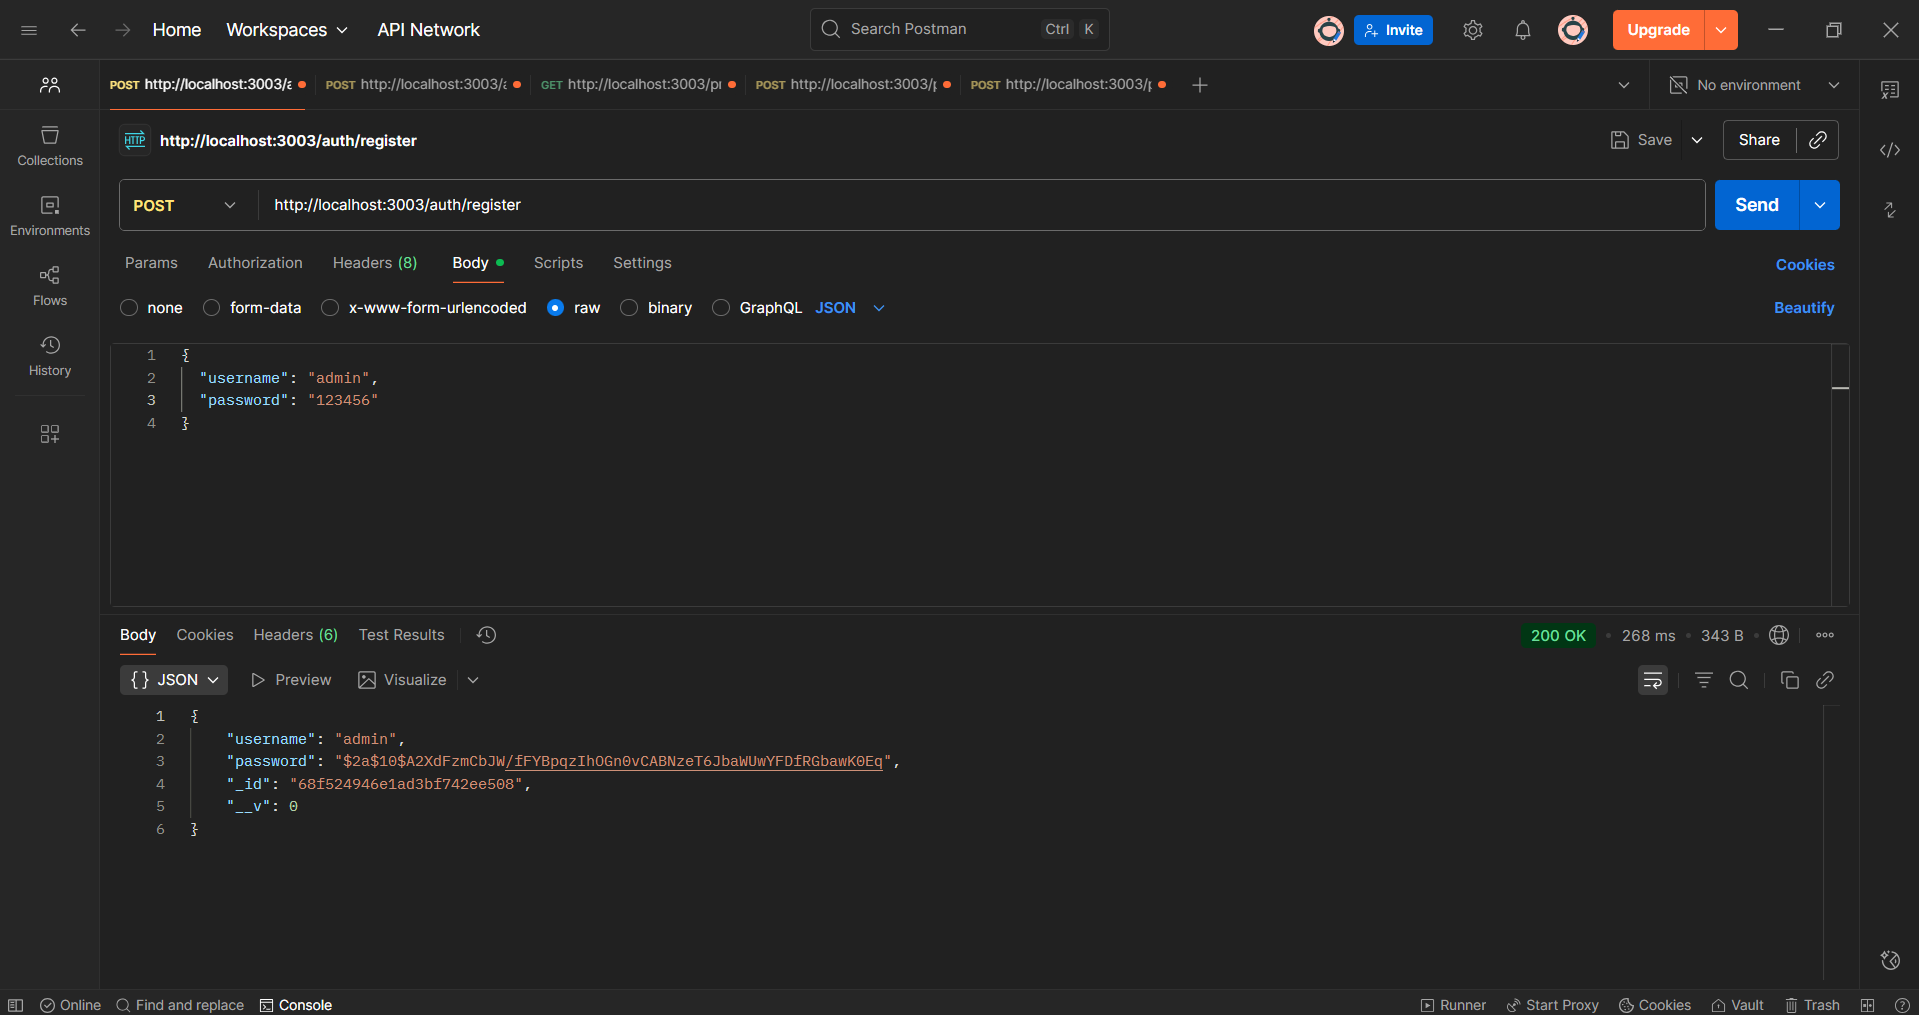 Home Workspaces API Network Search Postman Ctrl K Invite Upgrade
POST http://localhost:3003/a POST http://localhost:3003/a GET http://localhost:3003/pr POST http://localhost:3003/p POST http://localhost:3003/p No environment
HTTP http://localhost:3003/auth/register Save Share
POST http://localhost:3003/auth/register Send
Collections
Environments
Flows
History
Params Authorization Headers (8) Body Scripts Settings Cookies
none form-data x-www-form-urlencoded raw binary GraphQL JSON Beautify
1 {
2 "username": "admin",
3 "password": "123456"
4 }
Body Cookies Headers (6) Test Results 200 OK 268 ms 343 B
{} JSON Preview Visualize
1 {
2 "username": "admin",
3 "password": "$2a$10$A2XdFzmCbJW/fFYBpqzIhOGn0vCABNzeT6JbaWUwYFDfRGbawK0Eq",
4 "_id": "68f524946e1ad3bf742ee508",
5 "__v": 0
6 }
Online Find and replace Console Runner Start Proxy Cookies Vault Trash